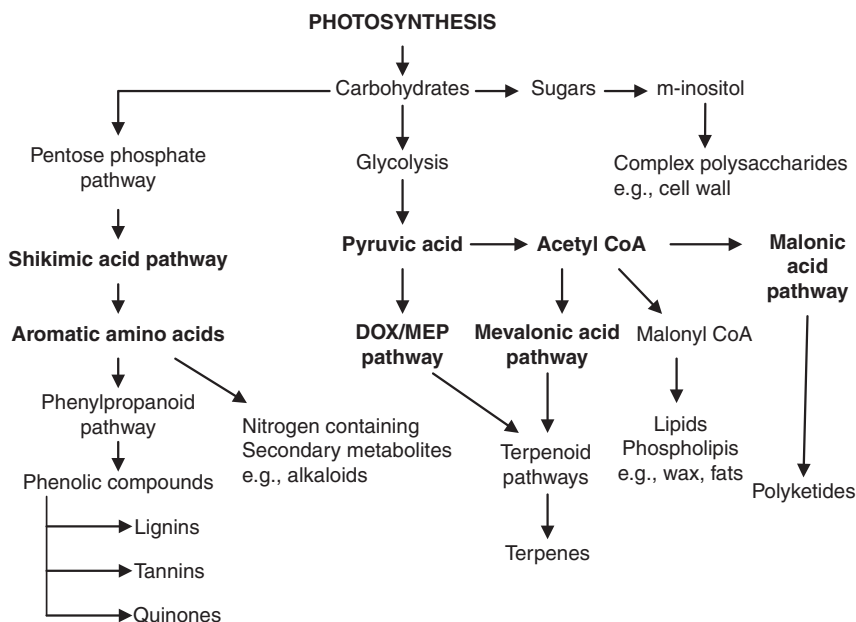 PHOTOSYNTHESIS
Carbohydrates
Sugars
m-inositol
Pentose phosphate
pathway
Glycolysis
Complex polysaccharides
e.g., cell wall
Shikimic acid pathway
Pyruvic acid
Acetyl CoA
Malonic
acid
pathway
Aromatic amino acids
DOX/MEP
pathway
Mevalonic acid
pathway
Malonyl CoA
Phenylpropanoid
pathway
Nitrogen containing
Secondary metabolites
e.g., alkaloids
Terpenoid
pathways
Lipids
Phospholipis
e.g., wax, fats
Polyketides
Phenolic compounds
Lignins
Terpenes
Tannins
Quinones